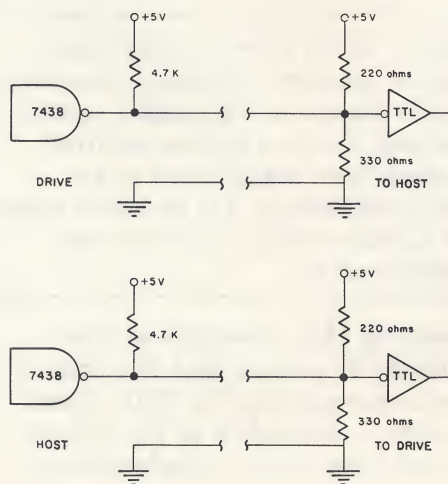 +5V
+5V
4.7 K
220 ohms
7438
TTL
330 ohms
DRIVE
TO HOST
+5V
+5V
4.7 K
220 ohms
7438
TTL
330 ohms
HOST
TO DRIVE